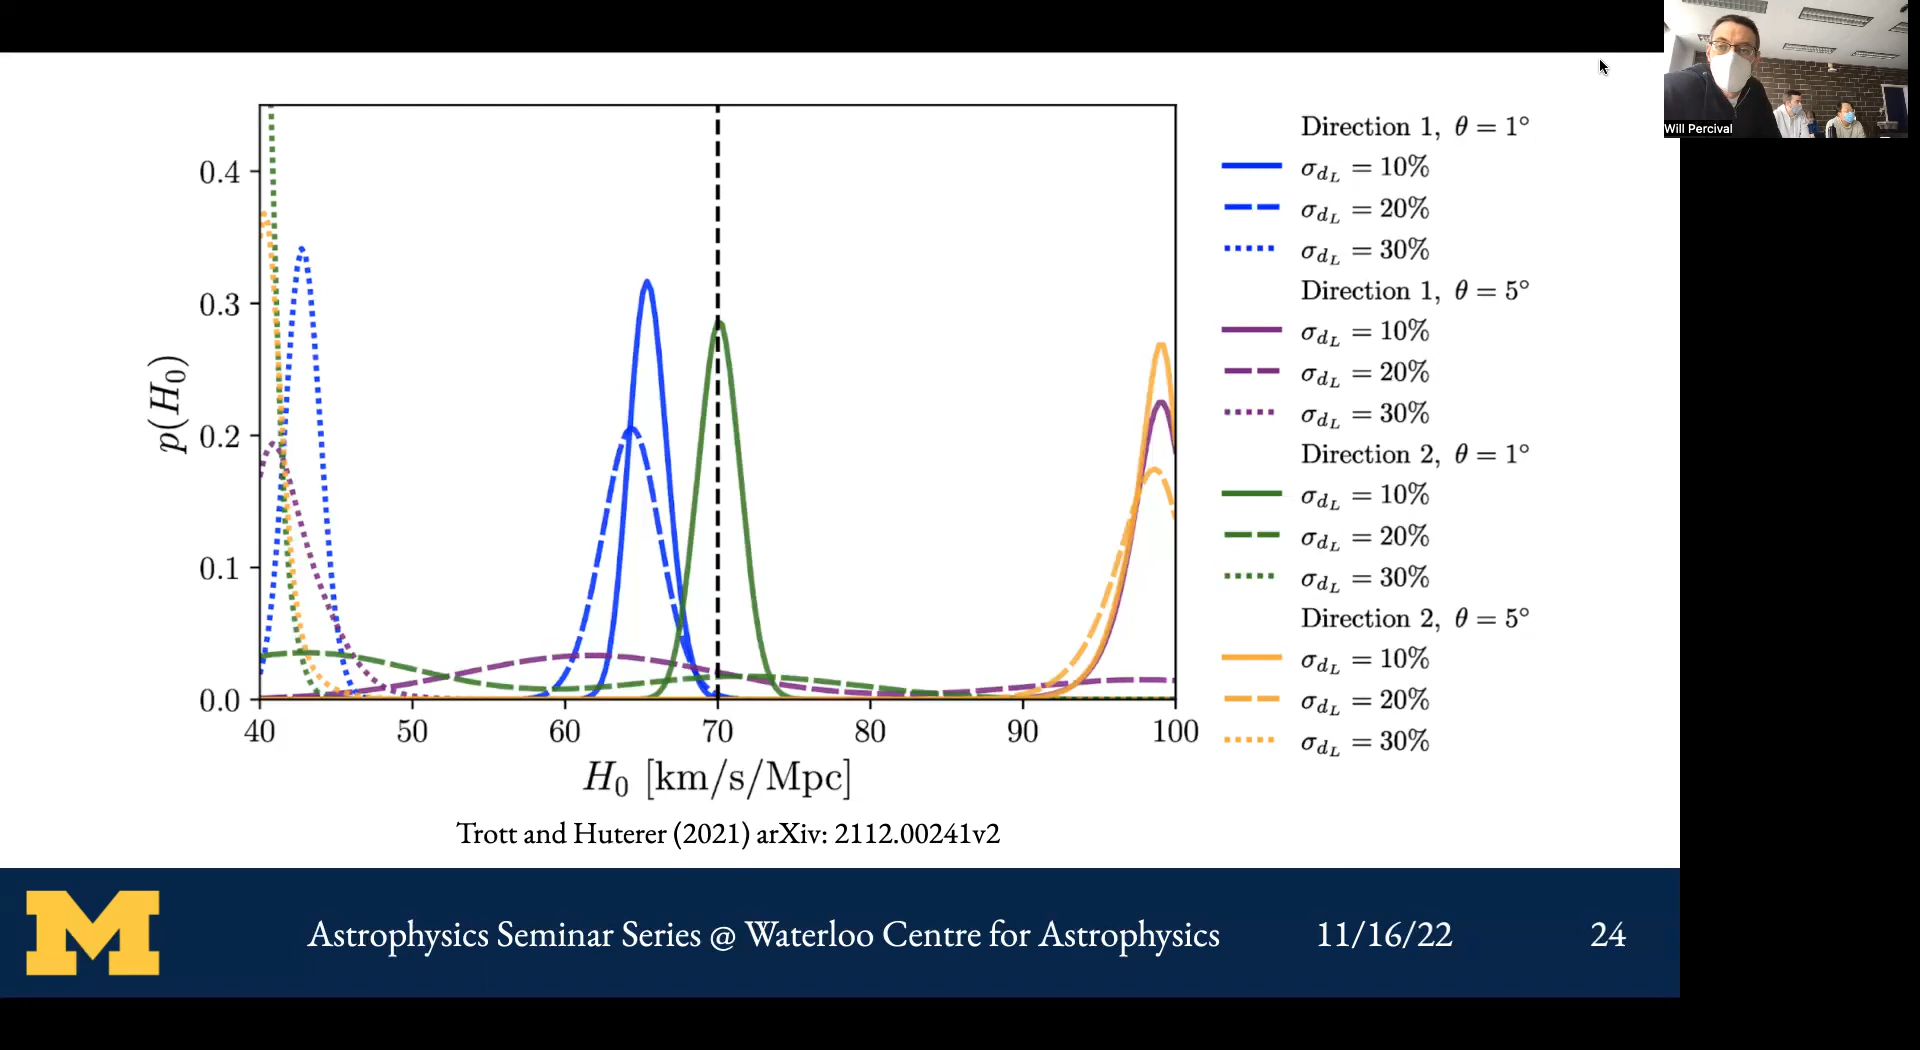 Will Percival
0.4
0.3
0.2
0.1
0.0
p(H₀)
40 50 60 70 80 90 100
H₀ [km/s/Mpc]
Direction 1, θ = 1°
σ_{d_L} = 10%
σ_{d_L} = 20%
σ_{d_L} = 30%
Direction 1, θ = 5°
σ_{d_L} = 10%
σ_{d_L} = 20%
σ_{d_L} = 30%
Direction 2, θ = 1°
σ_{d_L} = 10%
σ_{d_L} = 20%
σ_{d_L} = 30%
Direction 2, θ = 5°
σ_{d_L} = 10%
σ_{d_L} = 20%
σ_{d_L} = 30%
Trott and Huterer (2021) arXiv: 2112.00241v2
M
Astrophysics Seminar Series @ Waterloo Centre for Astrophysics 11/16/22 24